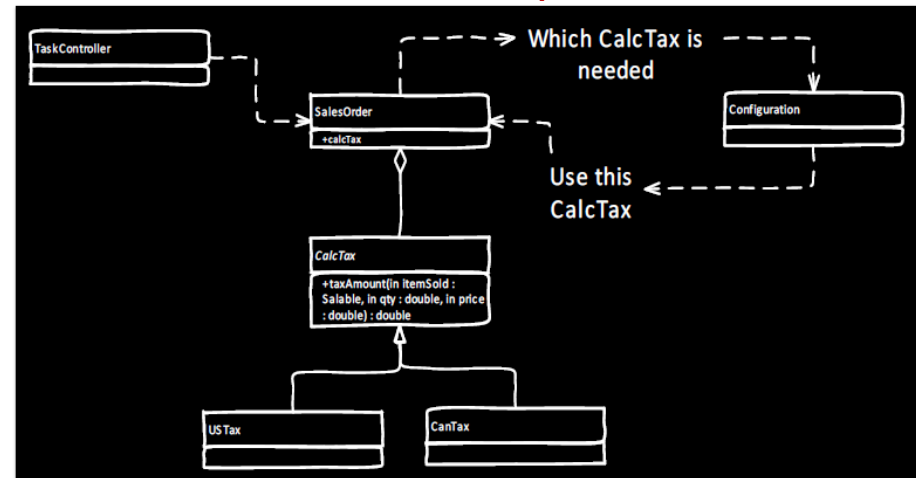 TaskController
Which CalcTax is
needed
SalesOrder
+calcTax
Configuration
Use this
CalcTax
CalcTax
+taxAmount(in itemSold :
Salable, in qty : double, in price
: double) : double
USTax
CanTax